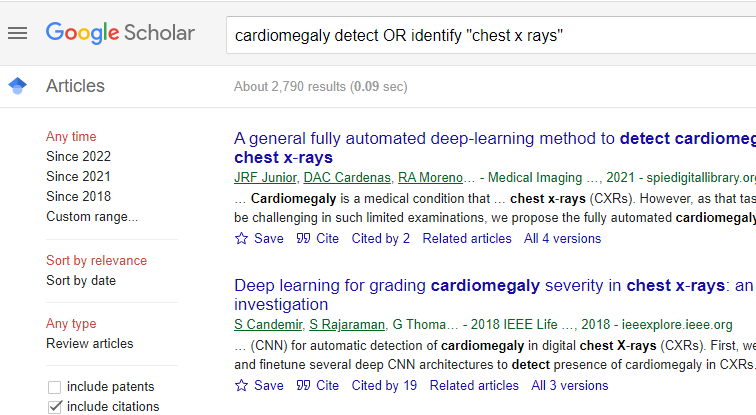 Google Scholar
cardiomegaly detect OR identify "chest x rays"
Articles
About 2,790 results (0.09 sec)
Any time
Since 2022
Since 2021
Since 2018
Custom range...
Sort by relevance
Sort by date
Any type
Review articles
include patents
include citations
A general fully automated deep-learning method to detect cardiomeg
chest x-rays
JRF Junior, DAC Cardenas, RA Moreno… - Medical Imaging …, 2021 - spiedigitallibrary.org
… Cardiomegaly is a medical condition that … chest x-rays (CXRs). However, as that tas
be challenging in such limited examinations, we propose the fully automated cardiomegaly
Save Cite Cited by 2 Related articles All 4 versions
Deep learning for grading cardiomegaly severity in chest x-rays: an
investigation
S Candemir, S Rajaraman, G Thoma… - 2018 IEEE Life …, 2018 - ieeexplore.ieee.org
… (CNN) for automatic detection of cardiomegaly in digital chest X-rays (CXRs). First, we
and finetune several deep CNN architectures to detect presence of cardiomegaly in CXRs.
Save Cite Cited by 19 Related articles All 3 versions